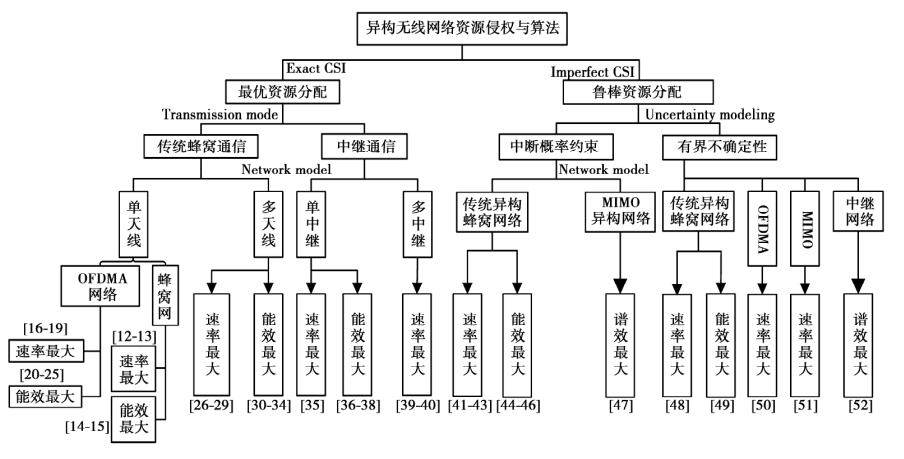 异构无线网络资源侵权与算法
Exact CSI
Imperfect CSI
最优资源分配
鲁棒资源分配
Transmission mode
Uncertainty modeling
传统蜂窝通信
中继通信
中断概率约束
有界不确定性
Network model
Network model
单天线
多天线
单中继
多中继
传统异构
蜂窝网络
MIMO
异构网络
传统异构
蜂窝网络
OFDMA
MIMO
中继
网络
OFDMA
网络
蜂窝网
[16-19]
速率最大
[20-25]
能效最大
[12-13]
速率
最大
[14-15]
能效
最大
速率最大
[26-29]
能效最大
[30-34]
速率最大
[35]
能效最大
[36-38]
速率最大
[39-40]
速率最大
[41-43]
能效最大
[44-46]
谱效最大
[47]
速率最大
[48]
能效最大
[49]
速率最大
[50]
速率最大
[51]
谱效最大
[52]